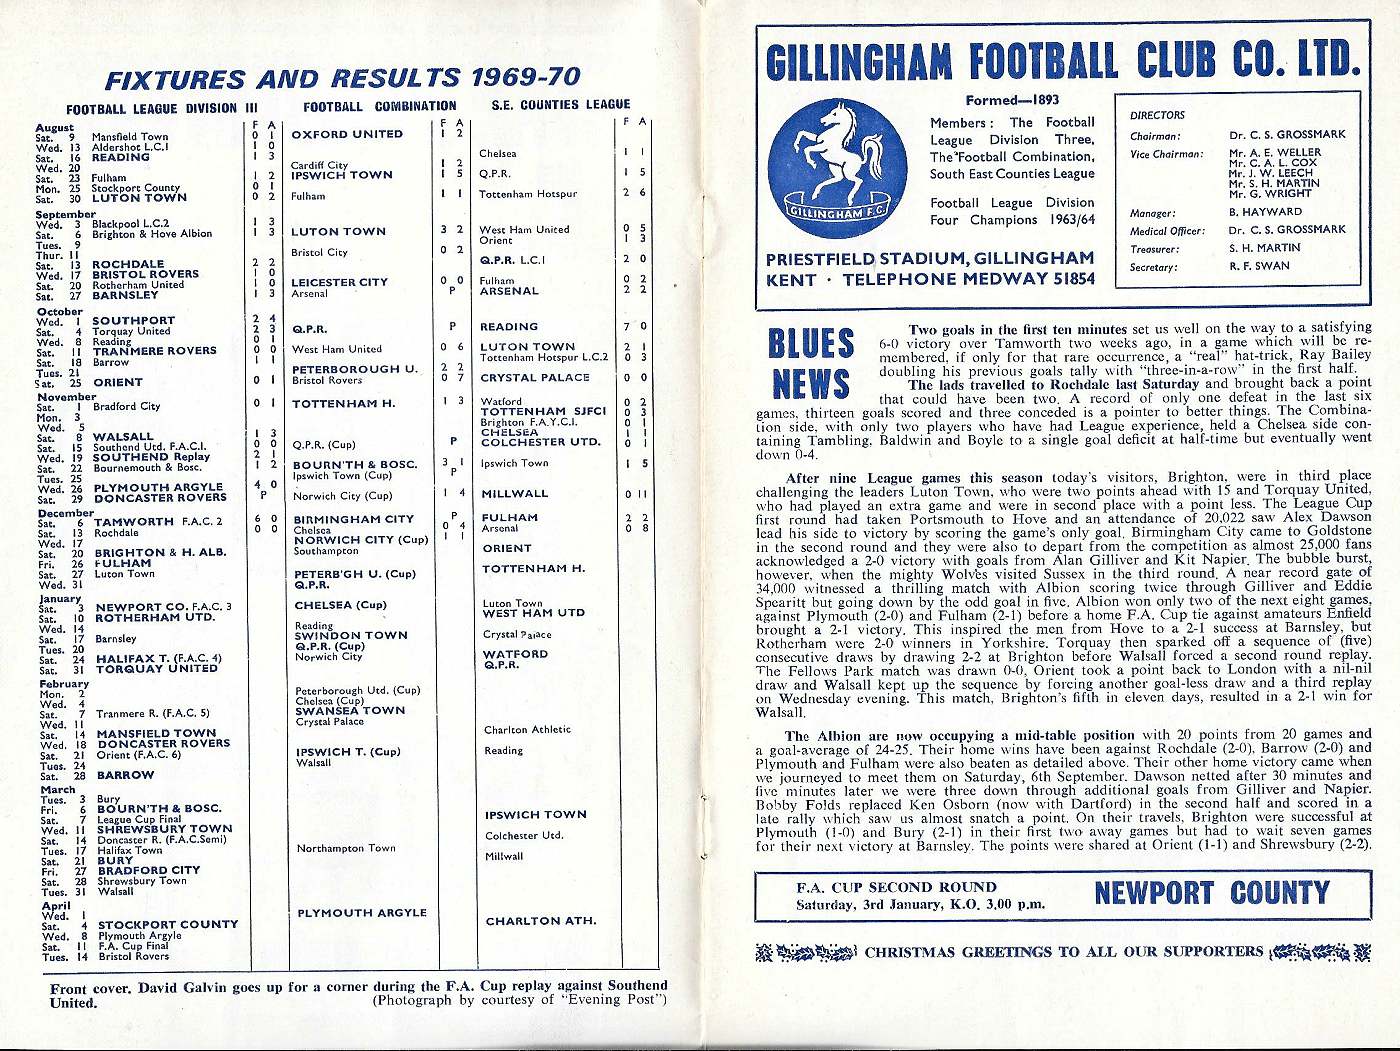 FIXTURES AND RESULTS 1969-70
FOOTBALL LEAGUE DIVISION III
F A
August
Sat. 9 Mansfield Town 0 1
Wed. 13 Aldershot L.C.1 1 0
Sat. 16 READING 1 3
Wed. 20
Sat. 23 Fulham 1 2
Mon. 25 Stockport County 0 1
Sat. 30 LUTON TOWN 0 2
September
Wed. 3 Blackpool L.C.2 1 3
Sat. 6 Brighton & Hove Albion 1 3
Tues. 9
Thur. 11
Sat. 13 ROCHDALE 2 2
Wed. 17 BRISTOL ROVERS 1 0
Sat. 20 Rotherham United 1 0
Sat. 27 BARNSLEY 1 3
October
Wed. 1 SOUTHPORT 2 4
Sat. 4 Torquay United 2 3
Wed. 8 Reading 0 1
Sat. 11 TRANMERE ROVERS 0 0
Sat. 18 Barrow 1 1
Tues. 21
Sat. 25 ORIENT 0 1
November
Sat. 1 Bradford City 0 1
Mon. 3
Wed. 5
Sat. 8 WALSALL 1 3
Sat. 15 Southend Utd. F.A.C.I. 0 0
Wed. 19 SOUTHEND Replay 2 1
Sat. 22 Bournemouth & Bosc. 1 2
Tues. 25
Wed. 26 PLYMOUTH ARGYLE 4 0
Sat. 29 DONCASTER ROVERS P
December
Sat. 6 TAMWORTH F.A.C. 2 6 0
Sat. 13 Rochdale 0 0
Wed. 17
Sat. 20 BRIGHTON & H. ALB.
Fri. 26 FULHAM
Sat. 27 Luton Town
Wed. 31
January
Sat. 3 NEWPORT CO. F.A.C. 3
Sat. 10 ROTHERHAM UTD.
Wed. 14
Sat. 17 Barnsley
Tues. 20
Sat. 24 HALIFAX T. (F.A.C. 4)
Sat. 31 TORQUAY UNITED
February
Mon. 2
Wed. 4
Sat. 7 Tranmere R. (F.A.C. 5)
Wed. 11
Sat. 14 MANSFIELD TOWN
Wed. 18 DONCASTER ROVERS
Sat. 21 Orient (F.A.C. 6)
Tues. 24
Sat. 28 BARROW
March
Tues. 3 Bury
Fri. 6 BOURN'TH & BOSC.
Sat. 7 League Cup Final
Wed. 11 SHREWSBURY TOWN
Sat. 14 Doncaster R. (F.A.C.Semi)
Tues. 17 Halifax Town
Sat. 21 BURY
Fri. 27 BRADFORD CITY
Sat. 28 Shrewsbury Town
Tues. 31 Walsall
April
Wed. 1
Sat. 4 STOCKPORT COUNTY
Wed. 8 Plymouth Argyle
Sat. 11 F.A. Cup Final
Tues. 14 Bristol Rovers
FOOTBALL COMBINATION
F A
OXFORD UNITED 1 2
Cardiff City 1 2
IPSWICH TOWN 1 5
Fulham 1 1
LUTON TOWN 3 2
Bristol City 0 2
LEICESTER CITY 0 0
Arsenal P
Q.P.R. P
West Ham United 0 6
PETERBOROUGH U. 2 2
Bristol Rovers 0 7
TOTTENHAM H. 1 3
Q.P.R. (Cup) P
BOURN'TH & BOSC. 3 1
Ipswich Town (Cup) P
Norwich City (Cup) 1 4
BIRMINGHAM CITY P
Chelsea 0 4
NORWICH CITY (Cup) 1 1
Southampton
PETERB'GH U. (Cup)
Q.P.R.
CHELSEA (Cup)
Reading
SWINDON TOWN
Q.P.R. (Cup)
Norwich City
Peterborough Utd. (Cup)
Chelsea (Cup)
SWANSEA TOWN
Crystal Palace
IPSWICH T. (Cup)
Walsall
Northampton Town
PLYMOUTH ARGYLE
S.E. COUNTIES LEAGUE
F A
Chelsea 1 1
Q.P.R. 1 5
Tottenham Hotspur 2 6
West Ham United 0 5
Orient 1 3
Q.P.R. L.C.I 2 0
Fulham 0 2
ARSENAL 2 2
READING 7 0
LUTON TOWN 2 1
Tottenham Hotspur L.C.2 0 3
CRYSTAL PALACE 0 0
Watford 0 2
TOTTENHAM SJFCI 0 3
Brighton F.A.Y.C.I. 0 1
CHELSEA 1 1
COLCHESTER UTD. 0 1
Ipswich Town 1 5
MILLWALL 0 11
FULHAM 2 2
Arsenal 0 8
ORIENT
TOTTENHAM H.
Luton Town
WEST HAM UTD
Crystal Palace
WATFORD
Q.P.R.
Charlton Athletic
Reading
IPSWICH TOWN
Colchester Utd.
Millwall
CHARLTON ATH.
Front cover. David Galvin goes up for a corner during the F.A. Cup replay against Southend
United. (Photograph by courtesy of "Evening Post")
GILLINGHAM FOOTBALL CLUB CO. LTD.
GILLINGHAM F.C.
Formed—1893
Members: The Football
League Division Three,
The Football Combination,
South East Counties League
Football League Division
Four Champions 1963/64
PRIESTFIELD STADIUM, GILLINGHAM
KENT · TELEPHONE MEDWAY 51854
DIRECTORS
Chairman: Dr. C. S. GROSSMARK
Vice Chairman: Mr. A. E. WELLER
Mr. C. A. L. COX
Mr. J. W. LEECH
Mr. S. H. MARTIN
Mr. G. WRIGHT
Manager: B. HAYWARD
Medical Officer: Dr. C. S. GROSSMARK
Treasurer: S. H. MARTIN
Secretary: R. F. SWAN
BLUES
NEWS
Two goals in the first ten minutes set us well on the way to a satisfying
6-0 victory over Tamworth two weeks ago, in a game which will be re-
membered, if only for that rare occurrence, a "real" hat-trick, Ray Bailey
doubling his previous goals tally with "three-in-a-row" in the first half.
The lads travelled to Rochdale last Saturday and brought back a point
that could have been two. A record of only one defeat in the last six
games, thirteen goals scored and three conceded is a pointer to better things. The Combina-
tion side, with only two players who have had League experience, held a Chelsea side con-
taining Tambling, Baldwin and Boyle to a single goal deficit at half-time but eventually went
down 0-4.
After nine League games this season today's visitors, Brighton, were in third place
challenging the leaders Luton Town, who were two points ahead with 15 and Torquay United,
who had played an extra game and were in second place with a point less. The League Cup
first round had taken Portsmouth to Hove and an attendance of 20,022 saw Alex Dawson
lead his side to victory by scoring the game's only goal. Birmingham City came to Goldstone
in the second round and they were also to depart from the competition as almost 25,000 fans
acknowledged a 2-0 victory with goals from Alan Gilliver and Kit Napier. The bubble burst,
however, when the mighty Wolves visited Sussex in the third round. A near record gate of
34,000 witnessed a thrilling match with Albion scoring twice through Gilliver and Eddie
Spearitt but going down by the odd goal in five. Albion won only two of the next eight games,
against Plymouth (2-0) and Fulham (2-1) before a home F.A. Cup tie against amateurs Enfield
brought a 2-1 victory. This inspired the men from Hove to a 2-1 success at Barnsley, but
Rotherham were 2-0 winners in Yorkshire. Torquay then sparked off a sequence of (five)
consecutive draws by drawing 2-2 at Brighton before Walsall forced a second round replay.
The Fellows Park match was drawn 0-0, Orient took a point back to London with a nil-nil
draw and Walsall kept up the sequence by forcing another goal-less draw and a third replay
on Wednesday evening. This match, Brighton's fifth in eleven days, resulted in a 2-1 win for
Walsall.
The Albion are now occupying a mid-table position with 20 points from 20 games and
a goal-average of 24-25. Their home wins have been against Rochdale (2-0), Barrow (2-0) and
Plymouth and Fulham were also beaten as detailed above. Their other home victory came when
we journeyed to meet them on Saturday, 6th September. Dawson netted after 30 minutes and
five minutes later we were three down through additional goals from Gilliver and Napier.
Bobby Folds replaced Ken Osborn (now with Dartford) in the second half and scored in a
late rally which saw us almost snatch a point. On their travels, Brighton were successful at
Plymouth (1-0) and Bury (2-1) in their first two away games but had to wait seven games
for their next victory at Barnsley. The points were shared at Orient (1-1) and Shrewsbury (2-2).
F.A. CUP SECOND ROUND
Saturday, 3rd January, K.O. 3.00 p.m.
NEWPORT COUNTY
CHRISTMAS GREETINGS TO ALL OUR SUPPORTERS